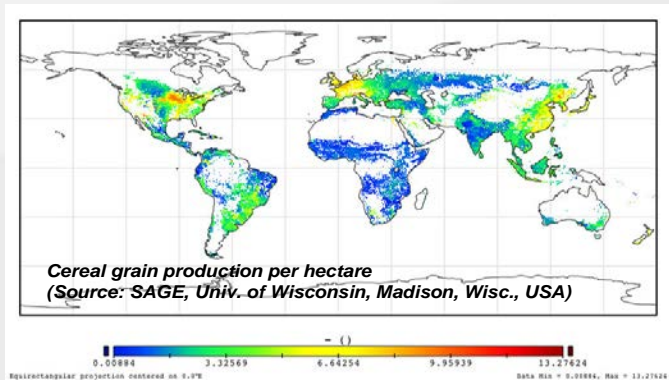 Cereal grain production per hectare
(Source: SAGE, Univ. of Wisconsin, Madison, Wisc., USA)
- ()
0.00884 3.32569 6.64254 9.95939 13.27624
Equirectangular projection centered on 0.0°E Data Min = 0.00884, Max = 13.27624